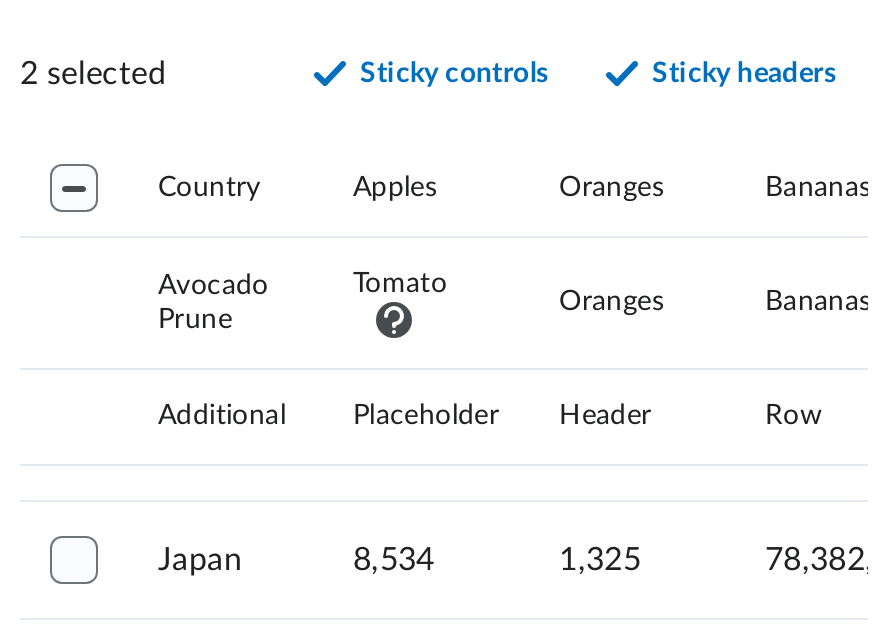 2 selected Sticky controls Sticky headers
Country Apples Oranges Bananas
Avocado Prune Tomato Oranges Bananas
Additional Placeholder Header Row
Japan 8,534 1,325 78,382,